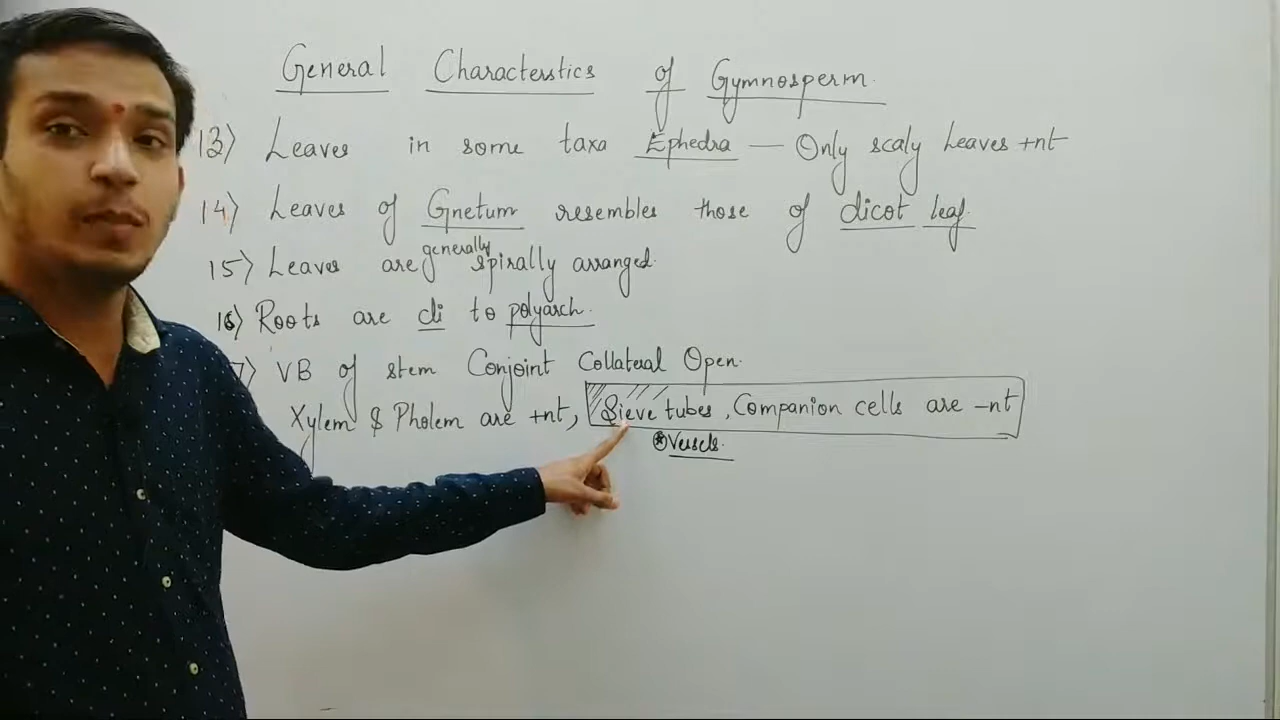 General Characterstics of Gymnosperm.
13) Leaves in some taxa Ephedra — Only scaly Leaves +nt
14) Leaves of Gnetum resembles those of dicot leaf.
15) Leaves are generally spirally arranged.
16) Roots are di to polyarch.
7) VB of stem Conjoint Collateral Open.
Xylem & Pholem are +nt, Sieve tubes, Companion cells are -nt